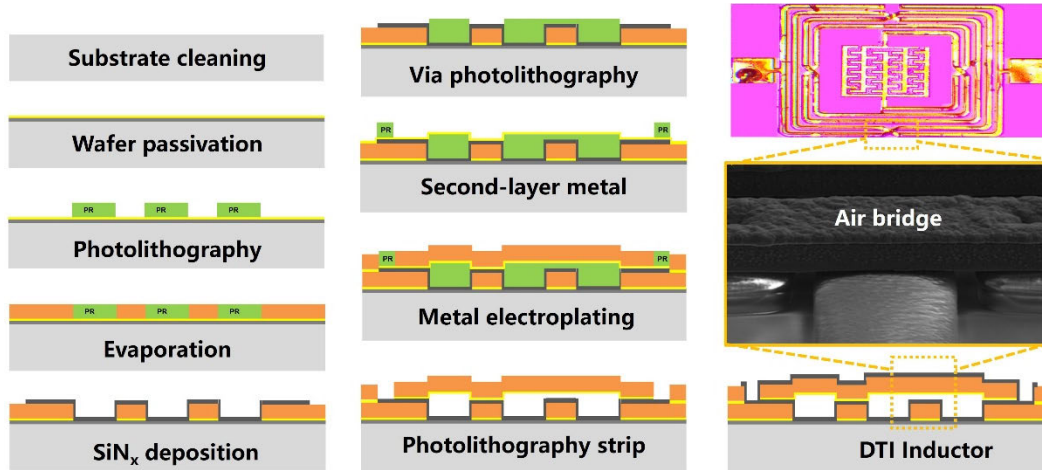 Substrate cleaning
Wafer passivation
PR PR PR
Photolithography
PR PR PR
Evaporation
SiNₓ deposition
Via photolithography
PR PR
Second-layer metal
PR PR
Metal electroplating
Photolithography strip
Air bridge
DTI Inductor